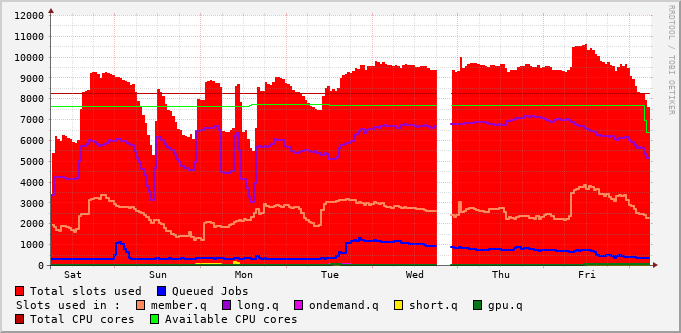 RRDTOOL / TOBI OETIKER
12000
11000
10000
9000
8000
7000
6000
5000
4000
3000
2000
1000
0
Sat Sun Mon Tue Wed Thu Fri
Total slots used Queued Jobs
Slots used in : member.q long.q ondemand.q short.q gpu.q
Total CPU cores Available CPU cores